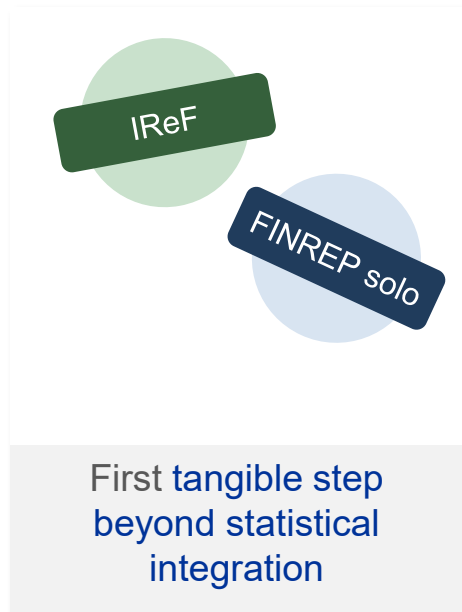 IReF
FINREP solo
First tangible step
beyond statistical
integration